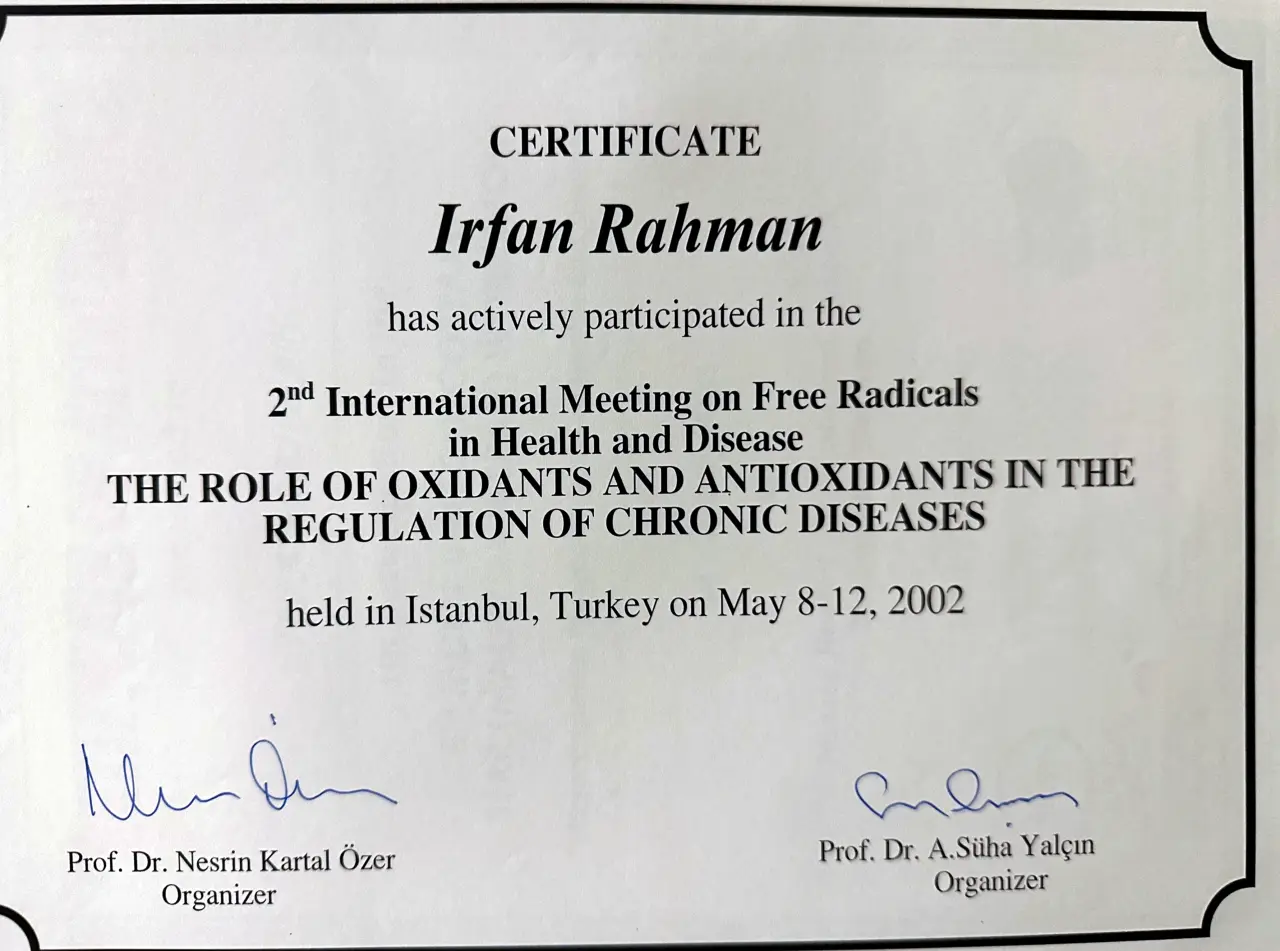 CERTIFICATE
Irfan Rahman
has actively participated in the
2nd International Meeting on Free Radicals
in Health and Disease
THE ROLE OF OXIDANTS AND ANTIOXIDANTS IN THE
REGULATION OF CHRONIC DISEASES
held in Istanbul, Turkey on May 8-12, 2002
Prof. Dr. Nesrin Kartal Özer
Organizer
Prof. Dr. A.Süha Yalçın
Organizer